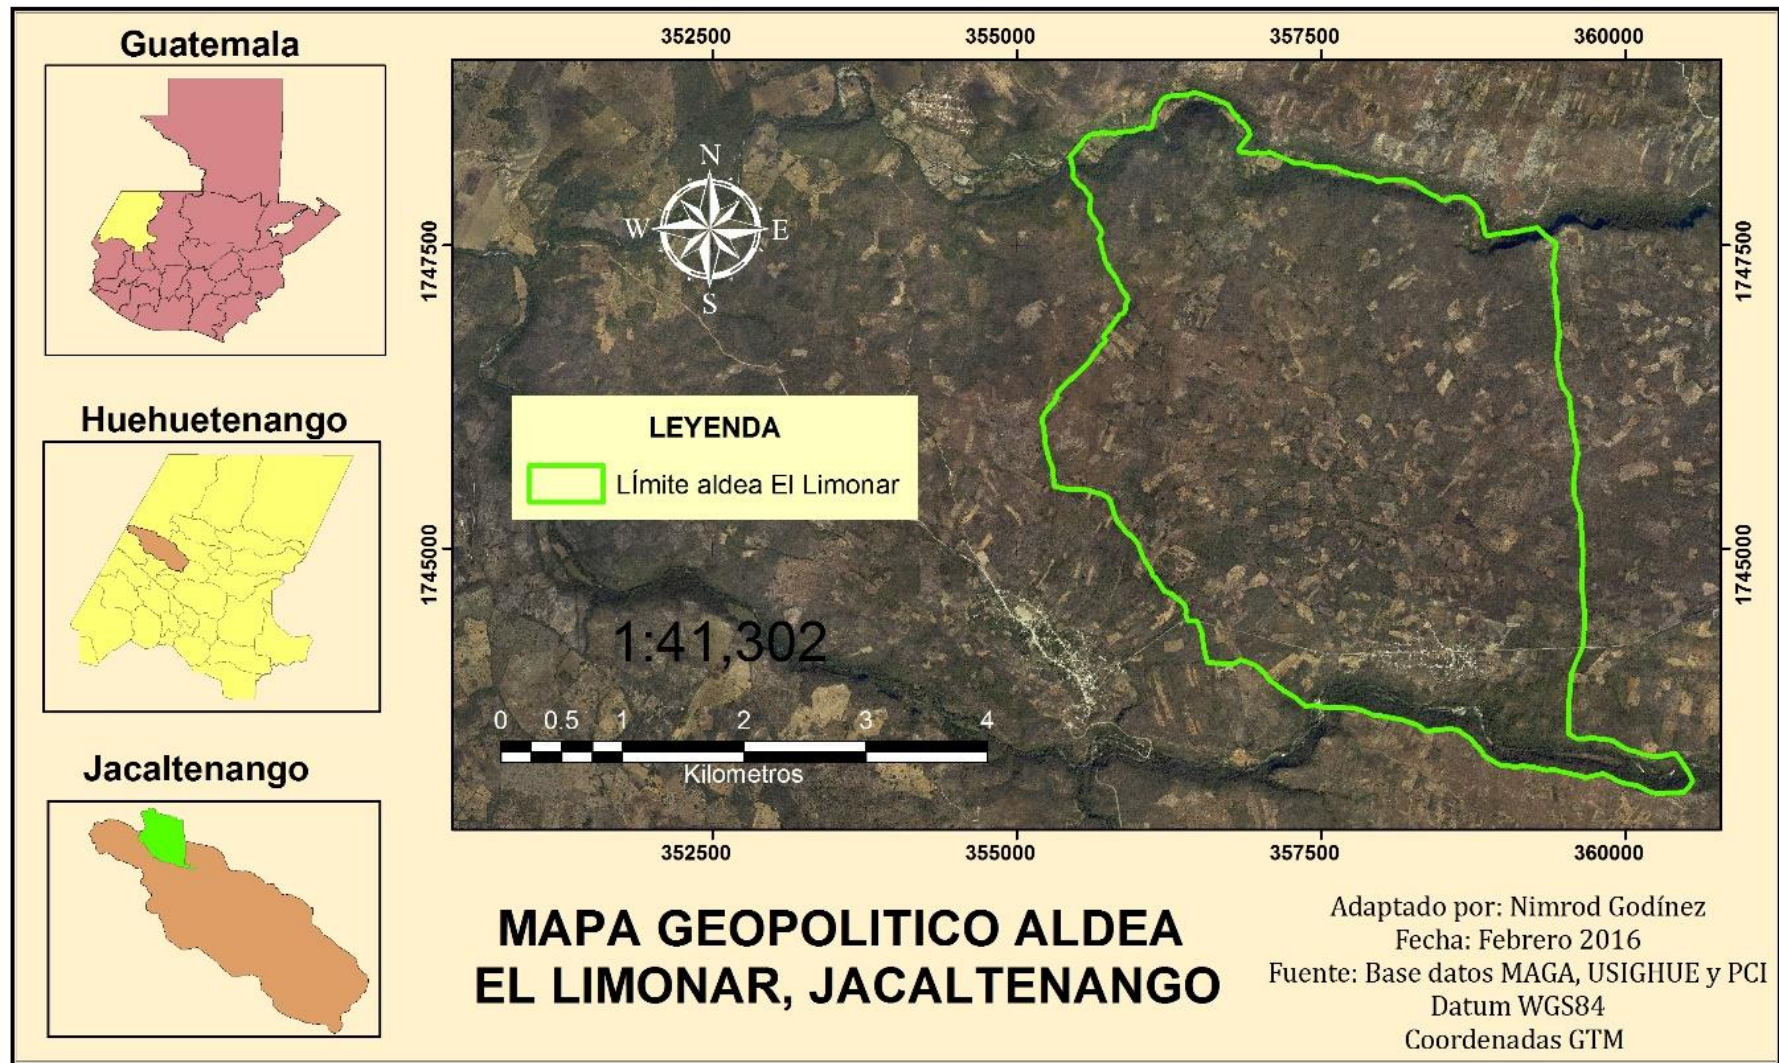 Guatemala
Huehuetenango
Jacaltenango
352500 355000 357500 360000
1747500 1747500
1745000 1745000
N
W E
S
LEYENDA
LÍmite aldea El Limonar
1:41,302
0 0.5 1 2 3 4
Kilometros
352500 355000 357500 360000
MAPA GEOPOLITICO ALDEA
EL LIMONAR, JACALTENANGO
Adaptado por: Nimrod Godínez
Fecha: Febrero 2016
Fuente: Base datos MAGA, USIGHUE y PCI
Datum WGS84
Coordenadas GTM